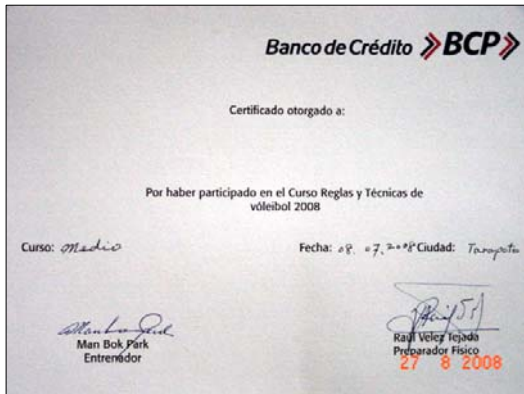 Banco de Crédito BCP
Certificado otorgado a:
Por haber participado en el Curso Reglas y Técnicas de
vóleibol 2008
Curso: Medio Fecha: 08. 07. 2008 Ciudad: Tarapoto
Man Bok Park
Entrenador
Raúl Velez Tejada
Preparador Físico
27 8 2008